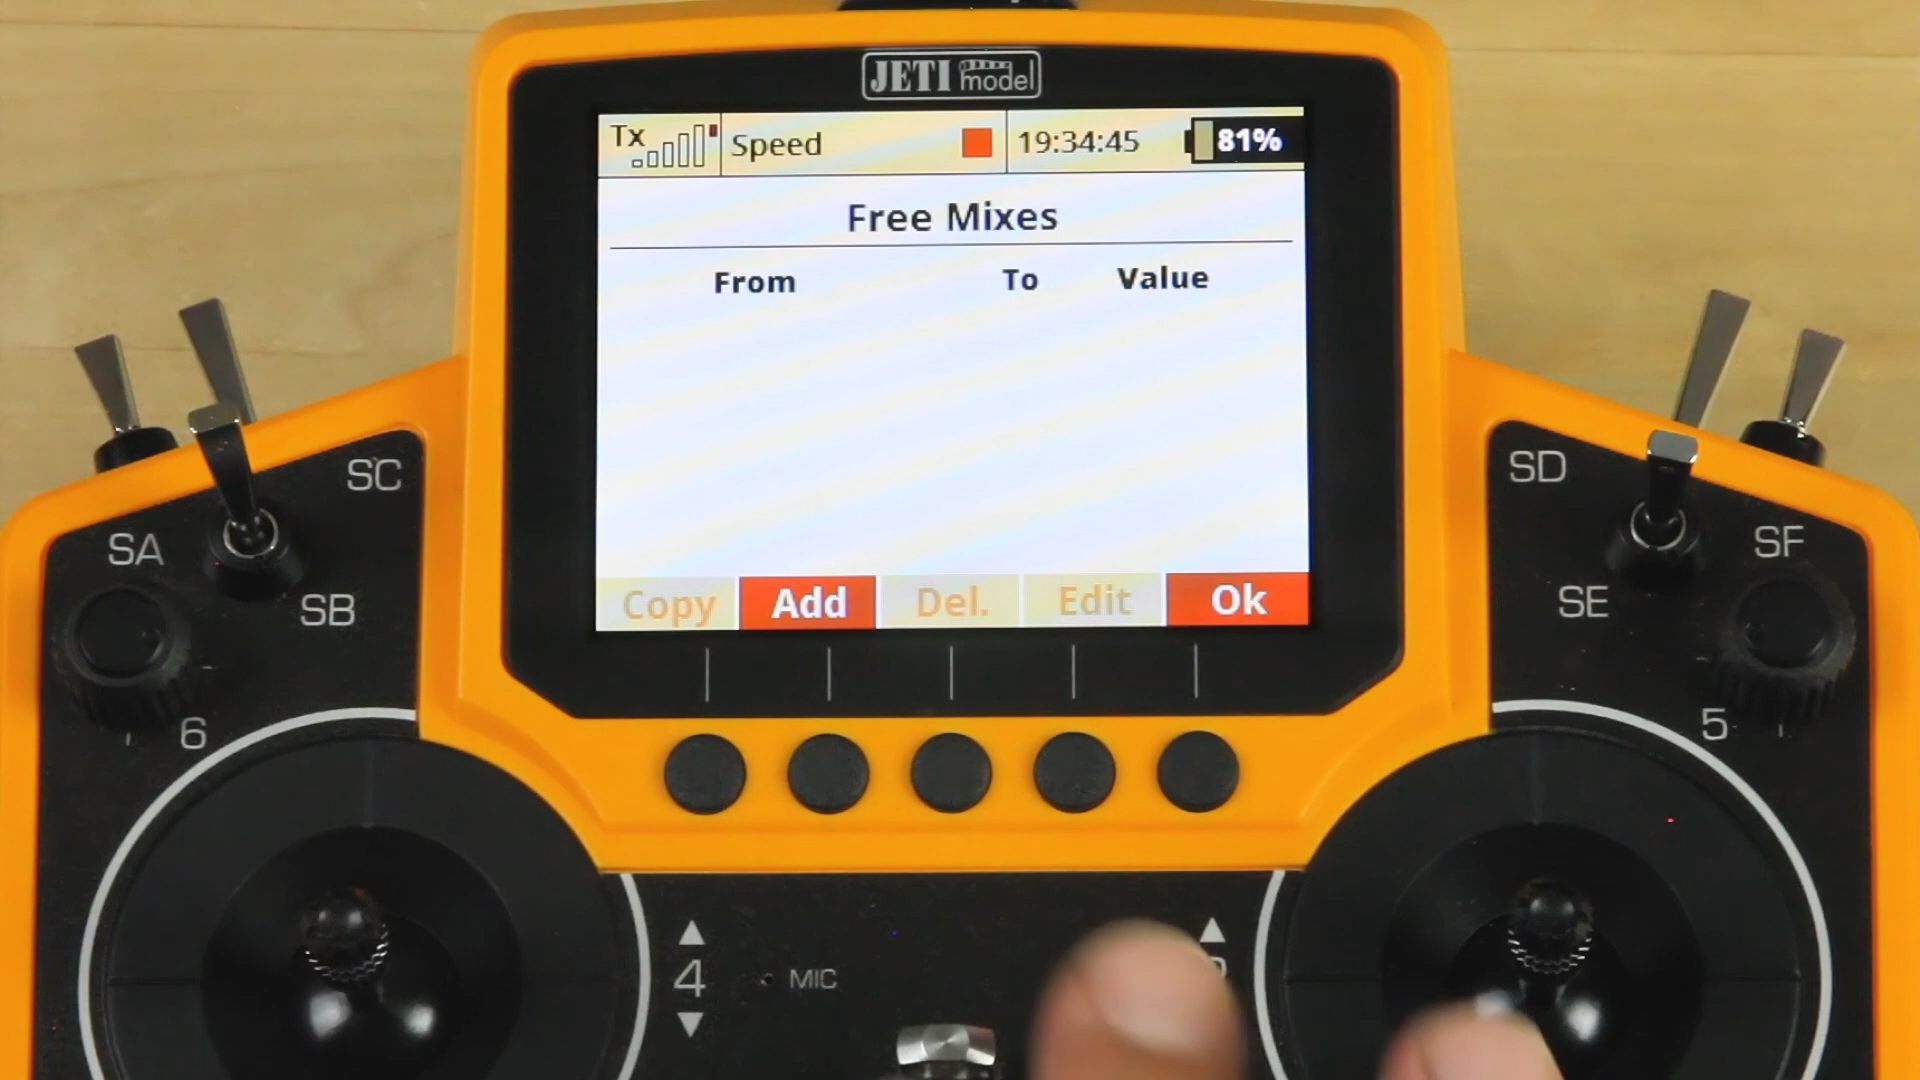 JETI model
Tx Speed 19:34:45 81%
Free Mixes
From To Value
Copy Add Del. Edit Ok
SC
SA
SB
6
SD
SF
SE
5
4
MIC